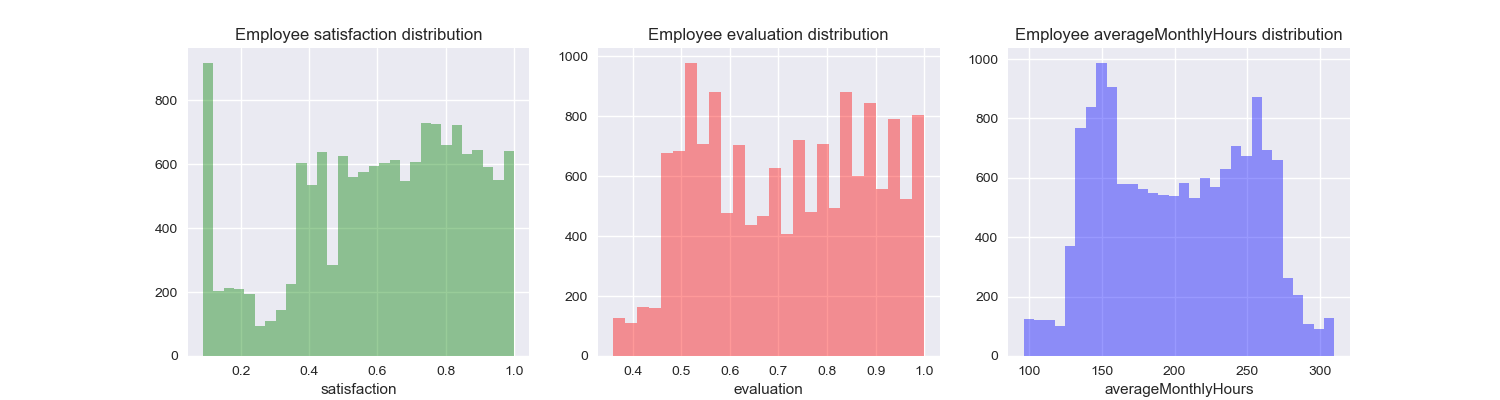 Employee satisfaction distribution
800
600
400
200
0
0.2 0.4 0.6 0.8 1.0
satisfaction
Employee evaluation distribution
1000
800
600
400
200
0
0.4 0.5 0.6 0.7 0.8 0.9 1.0
evaluation
Employee averageMonthlyHours distribution
1000
800
600
400
200
0
100 150 200 250 300
averageMonthlyHours